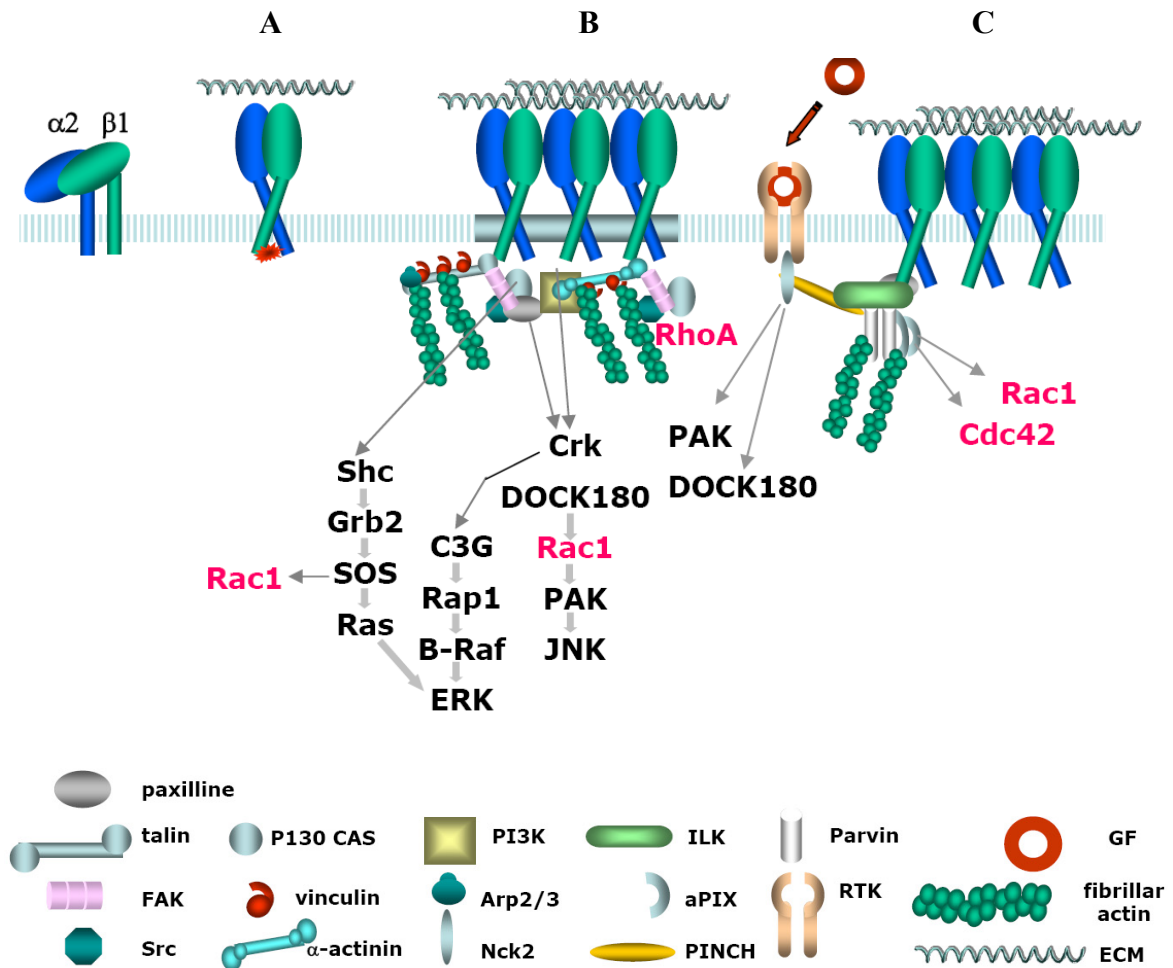 A B C
α2 β1
RhoA
Rac1
Cdc42
PAK
DOCK180
Crk
Shc
DOCK180
Grb2
C3G
Rac1
Rac1
SOS
Rap1
PAK
Ras
B-Raf
JNK
ERK
paxilline
talin
P130 CAS
PI3K
ILK
Parvin
GF
FAK
vinculin
Arp2/3
aPIX
RTK
fibrillar
actin
Src
α-actinin
Nck2
PINCH
ECM